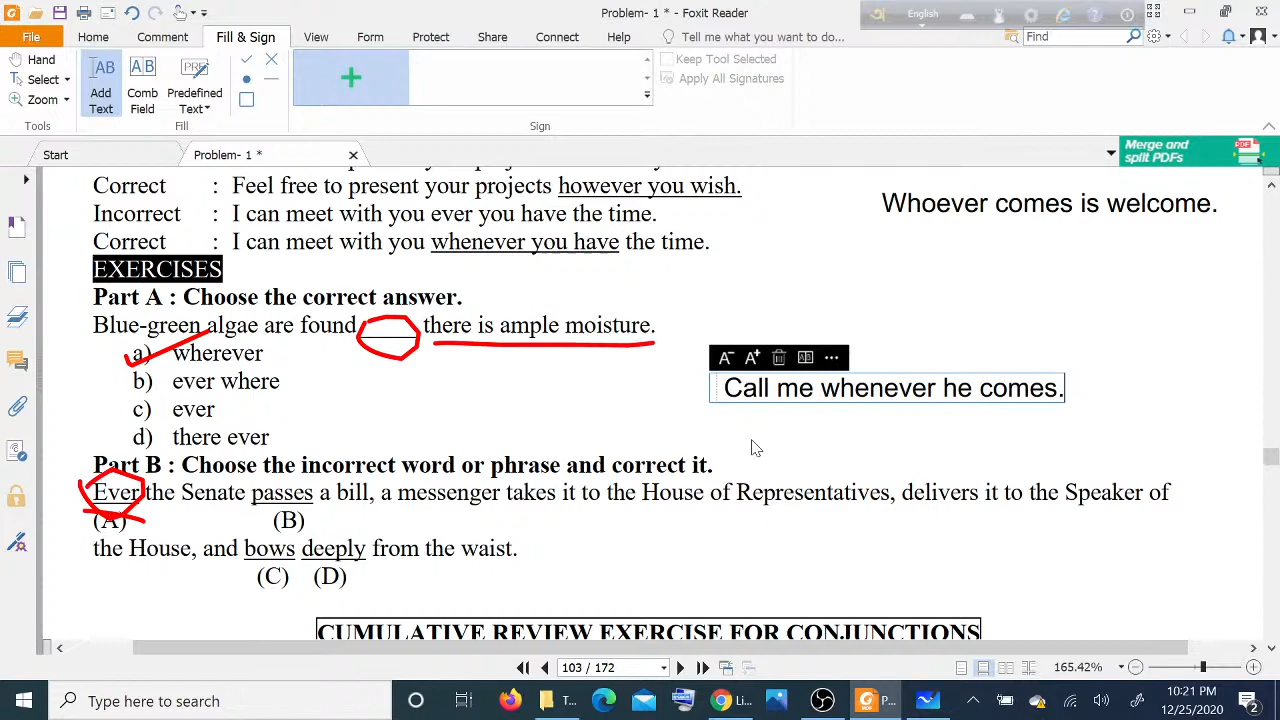 Problem- 1 * - Foxit Reader
English
File Home Comment Fill & Sign View Form Protect Share Connect Help Tell me what you want to do... Find
Hand
Select
Zoom
Add Text
Comb Field
Predefined Text
Keep Tool Selected
Apply All Signatures
Tools Fill Sign
Start Problem- 1 *
Merge and split PDFs
Correct : Feel free to present your projects however you wish.
Whoever comes is welcome.
Incorrect : I can meet with you ever you have the time.
Correct : I can meet with you whenever you have the time.
EXERCISES
Part A : Choose the correct answer.
Blue-green algae are found ____ there is ample moisture.
a) wherever
b) ever where
Call me whenever he comes.
c) ever
d) there ever
Part B : Choose the incorrect word or phrase and correct it.
Ever the Senate passes a bill, a messenger takes it to the House of Representatives, delivers it to the Speaker of
(A) (B)
the House, and bows deeply from the waist.
(C) (D)
CUMULATIVE REVIEW EXERCISE FOR CONJUNCTIONS
103 / 172
165.42%
Type here to search
T...
Li...
P...
10:21 PM
12/25/2020
2